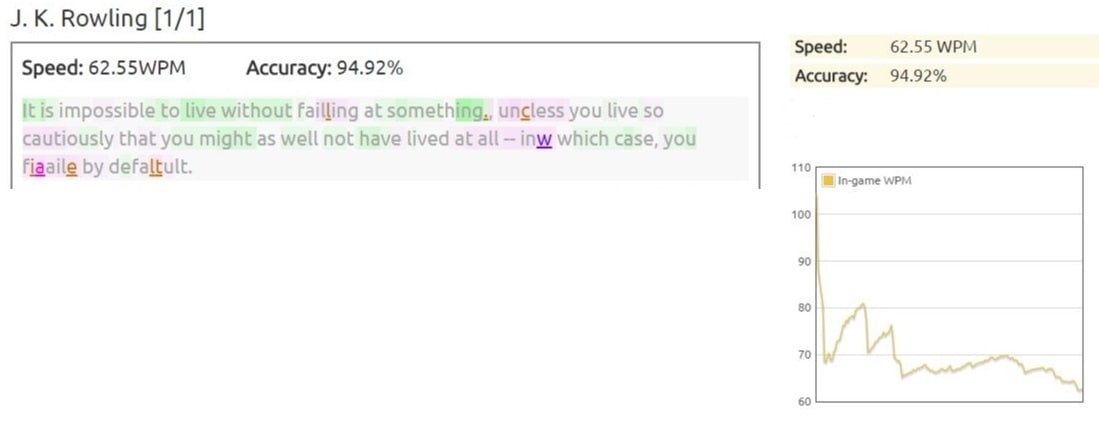 J. K. Rowling [1/1]
Speed: 62.55WPM Accuracy: 94.92%
It is impossible to live without failling at something,., uncless you live so
cautiously that you might as well not have lived at all -- inw which case, you
fiaaile by defaltult.
Speed: 62.55 WPM
Accuracy: 94.92%
In-game WPM
110
100
90
80
70
60